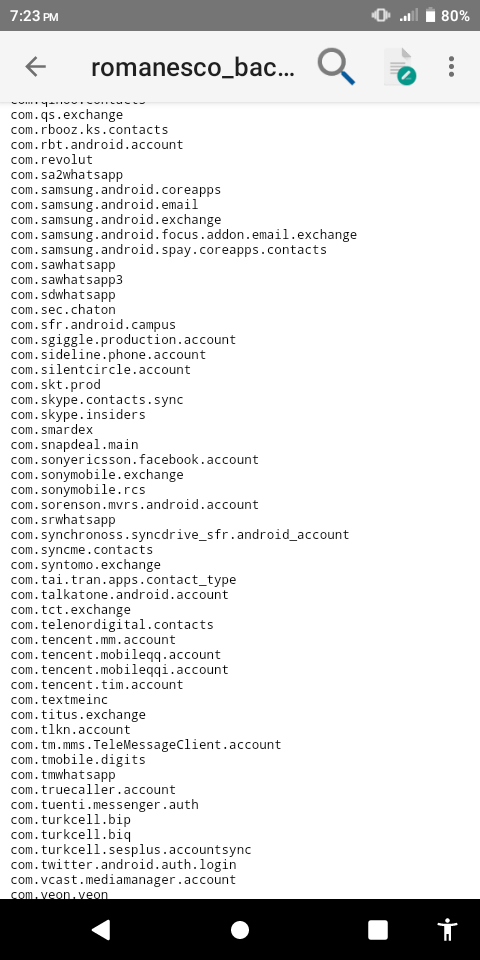 7:23 PM 80%
romanesco_bac...
com.qihoo.contacts
com.qs.exchange
com.rbooz.ks.contacts
com.rbt.android.account
com.revolut
com.sa2whatsapp
com.samsung.android.coreapps
com.samsung.android.email
com.samsung.android.exchange
com.samsung.android.focus.addon.email.exchange
com.samsung.android.spay.coreapps.contacts
com.sawhatsapp
com.sawhatsapp3
com.sdwhatsapp
com.sec.chaton
com.sfr.android.campus
com.sgiggle.production.account
com.sideline.phone.account
com.silentcircle.account
com.skt.prod
com.skype.contacts.sync
com.skype.insiders
com.smardex
com.snapdeal.main
com.sonyericsson.facebook.account
com.sonymobile.exchange
com.sonymobile.rcs
com.sorenson.mvrs.android.account
com.srwhatsapp
com.synchronoss.syncdrive_sfr.android_account
com.syncme.contacts
com.syntomo.exchange
com.tai.tran.apps.contact_type
com.talkatone.android.account
com.tct.exchange
com.telenordigital.contacts
com.tencent.mm.account
com.tencent.mobileqq.account
com.tencent.mobileqqi.account
com.tencent.tim.account
com.textmeinc
com.titus.exchange
com.tlkn.account
com.tm.mms.TeleMessageClient.account
com.tmobile.digits
com.tmwhatsapp
com.truecaller.account
com.tuenti.messenger.auth
com.turkcell.bip
com.turkcell.biq
com.turkcell.sesplus.accountsync
com.twitter.android.auth.login
com.vcast.mediamanager.account
com.veon.veon